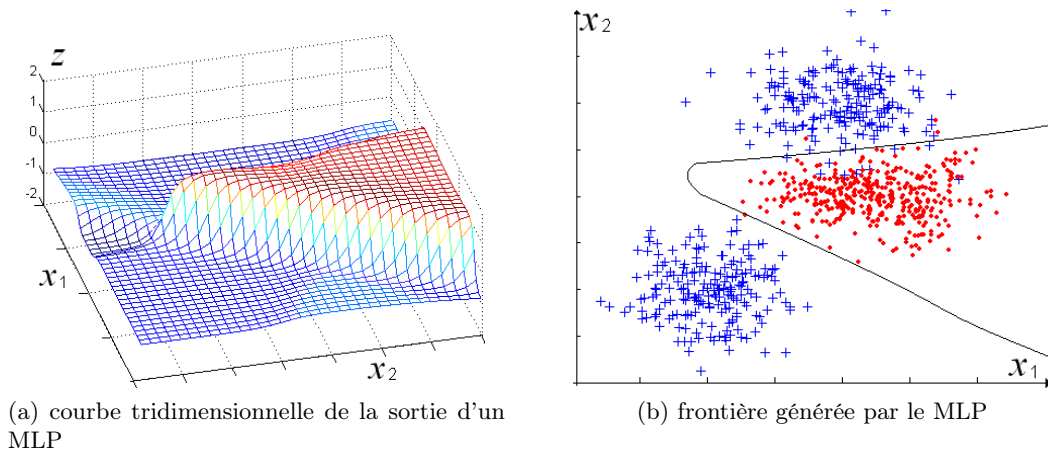 z
2
1
0
-1
-2
x1
x2
(a) courbe tridimensionnelle de la sortie d'un
MLP
x2
x1
(b) frontière générée par le MLP